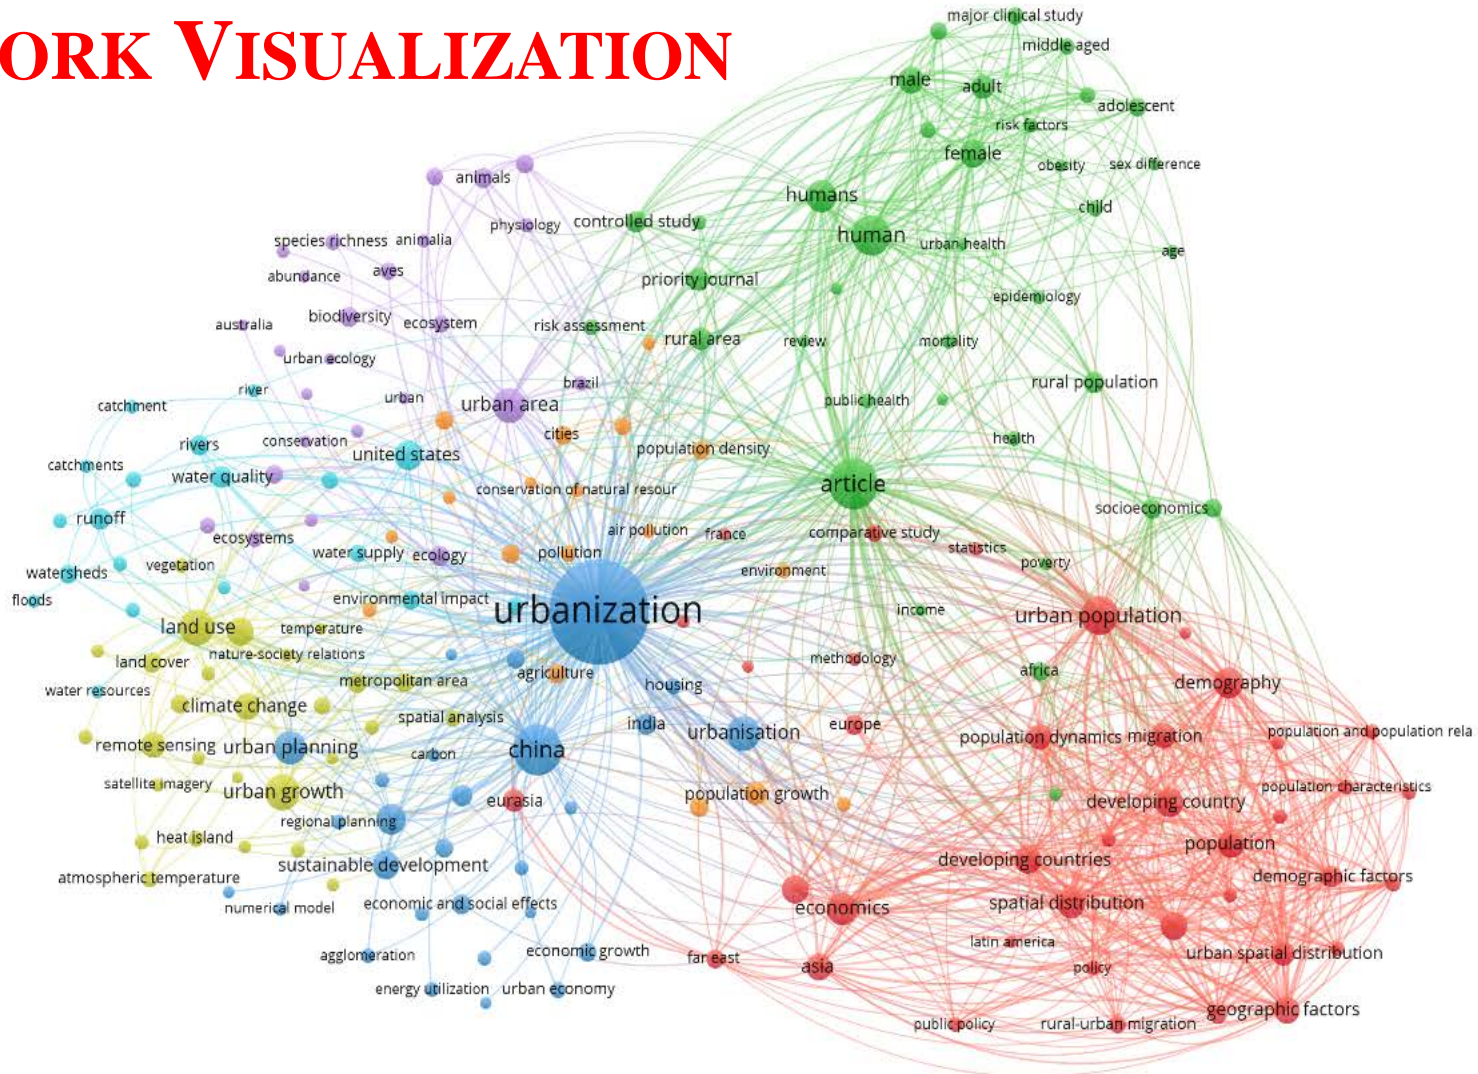 ORK VISUALIZATION
major clinical study
middle aged
male
adult
adolescent
risk factors
female
obesity
sex difference
animals
humans
child
physiology
controlled study
human
urban health
species richness
animalia
age
abundance
aves
priority journal
epidemiology
biodiversity
ecosystem
australia
risk assessment
rural area
review
mortality
urban ecology
brazil
rural population
river
urban
urban area
public health
catchment
cities
rivers
conservation
united states
population density
health
catchments
water quality
conservation of natural resour
article
runoff
socioeconomics
ecosystems
air pollution
france
comparative study
statistics
water supply
ecology
pollution
vegetation
environment
poverty
watersheds
floods
environmental impact
urbanization
income
urban population
land use
temperature
nature-society relations
land cover
methodology
water resources
metropolitan area
agriculture
housing
africa
demography
climate change
spatial analysis
india
urbanisation
europe
population dynamics
migration
population and population rela
remote sensing
urban planning
carbon
china
satellite imagery
urban growth
eurasia
population growth
developing country
population characteristics
regional planning
heat island
population
sustainable development
developing countries
atmospheric temperature
demographic factors
numerical model
economic and social effects
economics
spatial distribution
latin america
agglomeration
economic growth
far east
asia
policy
urban spatial distribution
energy utilization
urban economy
geographic factors
public policy
rural-urban migration